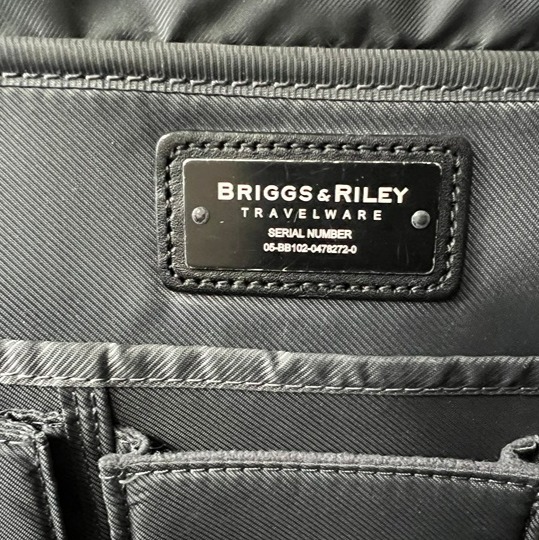 BRIGGS & RILEY
TRAVELWARE
SERIAL NUMBER
05-BB102-0478272-0